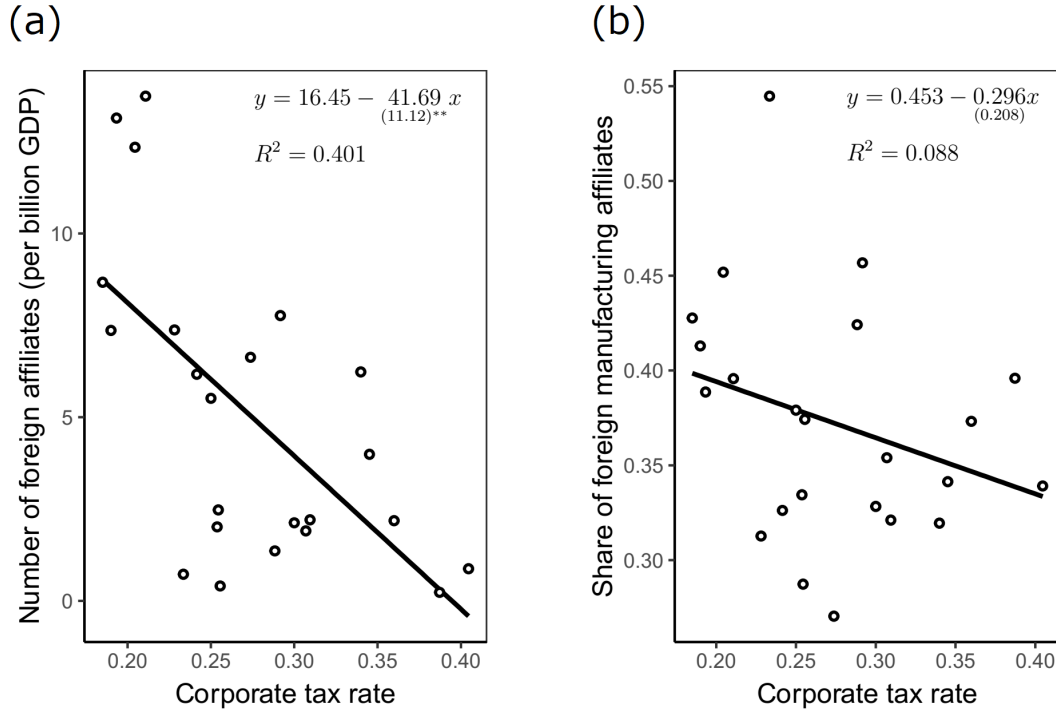 (a)
Number of foreign affiliates (per billion GDP)
10
5
0
y = 16.45 − 41.69 x
(11.12)**
R² = 0.401
0.20 0.25 0.30 0.35 0.40
Corporate tax rate
(b)
Share of foreign manufacturing affiliates
0.55
0.50
0.45
0.40
0.35
0.30
y = 0.453 − 0.296x
(0.208)
R² = 0.088
0.20 0.25 0.30 0.35 0.40
Corporate tax rate